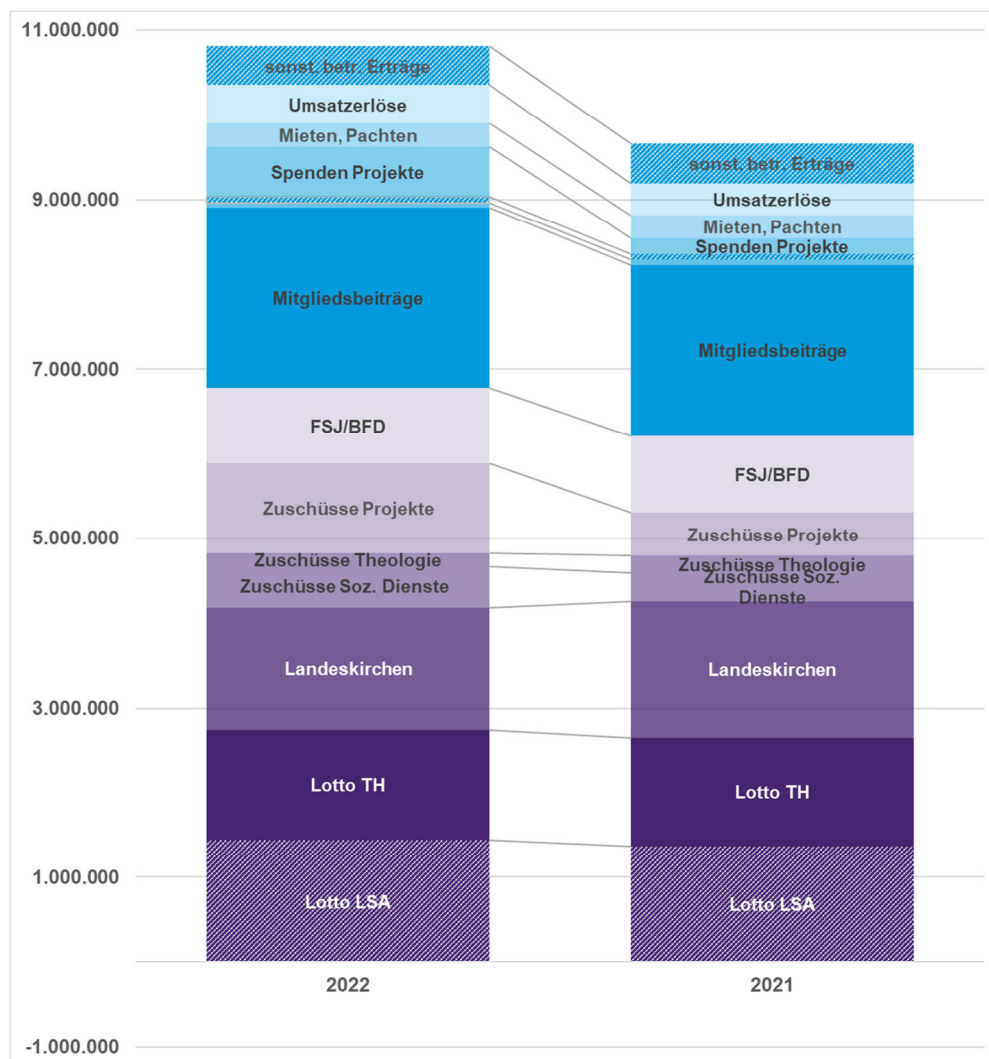 11.000.000
9.000.000
7.000.000
5.000.000
3.000.000
1.000.000
-1.000.000
sonst. betr. Erträge
Umsatzerlöse
Mieten, Pachten
Spenden Projekte
Mitgliedsbeiträge
FSJ/BFD
Zuschüsse Projekte
Zuschüsse Theologie
Zuschüsse Soz. Dienste
Landeskirchen
Lotto TH
Lotto LSA
2022
sonst. betr. Erträge
Umsatzerlöse
Mieten, Pachten
Spenden Projekte
Mitgliedsbeiträge
FSJ/BFD
Zuschüsse Projekte
Zuschüsse Theologie
Zuschüsse Soz.
Dienste
Landeskirchen
Lotto TH
Lotto LSA
2021